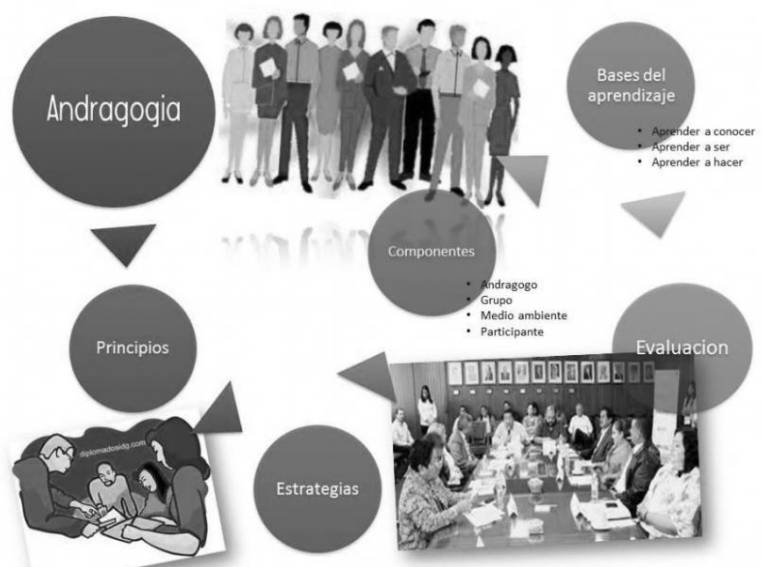 Andragogia
Bases del
aprendizaje
• Aprender a conocer
• Aprender a ser
• Aprender a hacer
Componentes
• Andragogo
• Grupo
• Medio ambiente
• Participante
Principios
Evaluacion
diplomadosidg.com
Estrategias